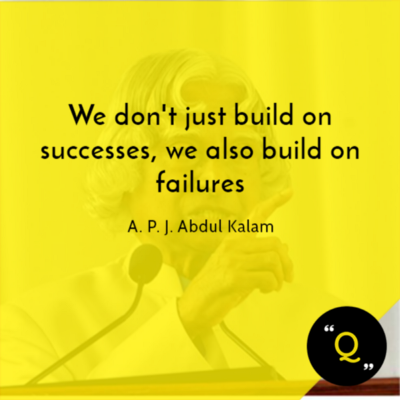 We don't just build on
successes, we also build on
failures
A. P. J. Abdul Kalam
“Q„